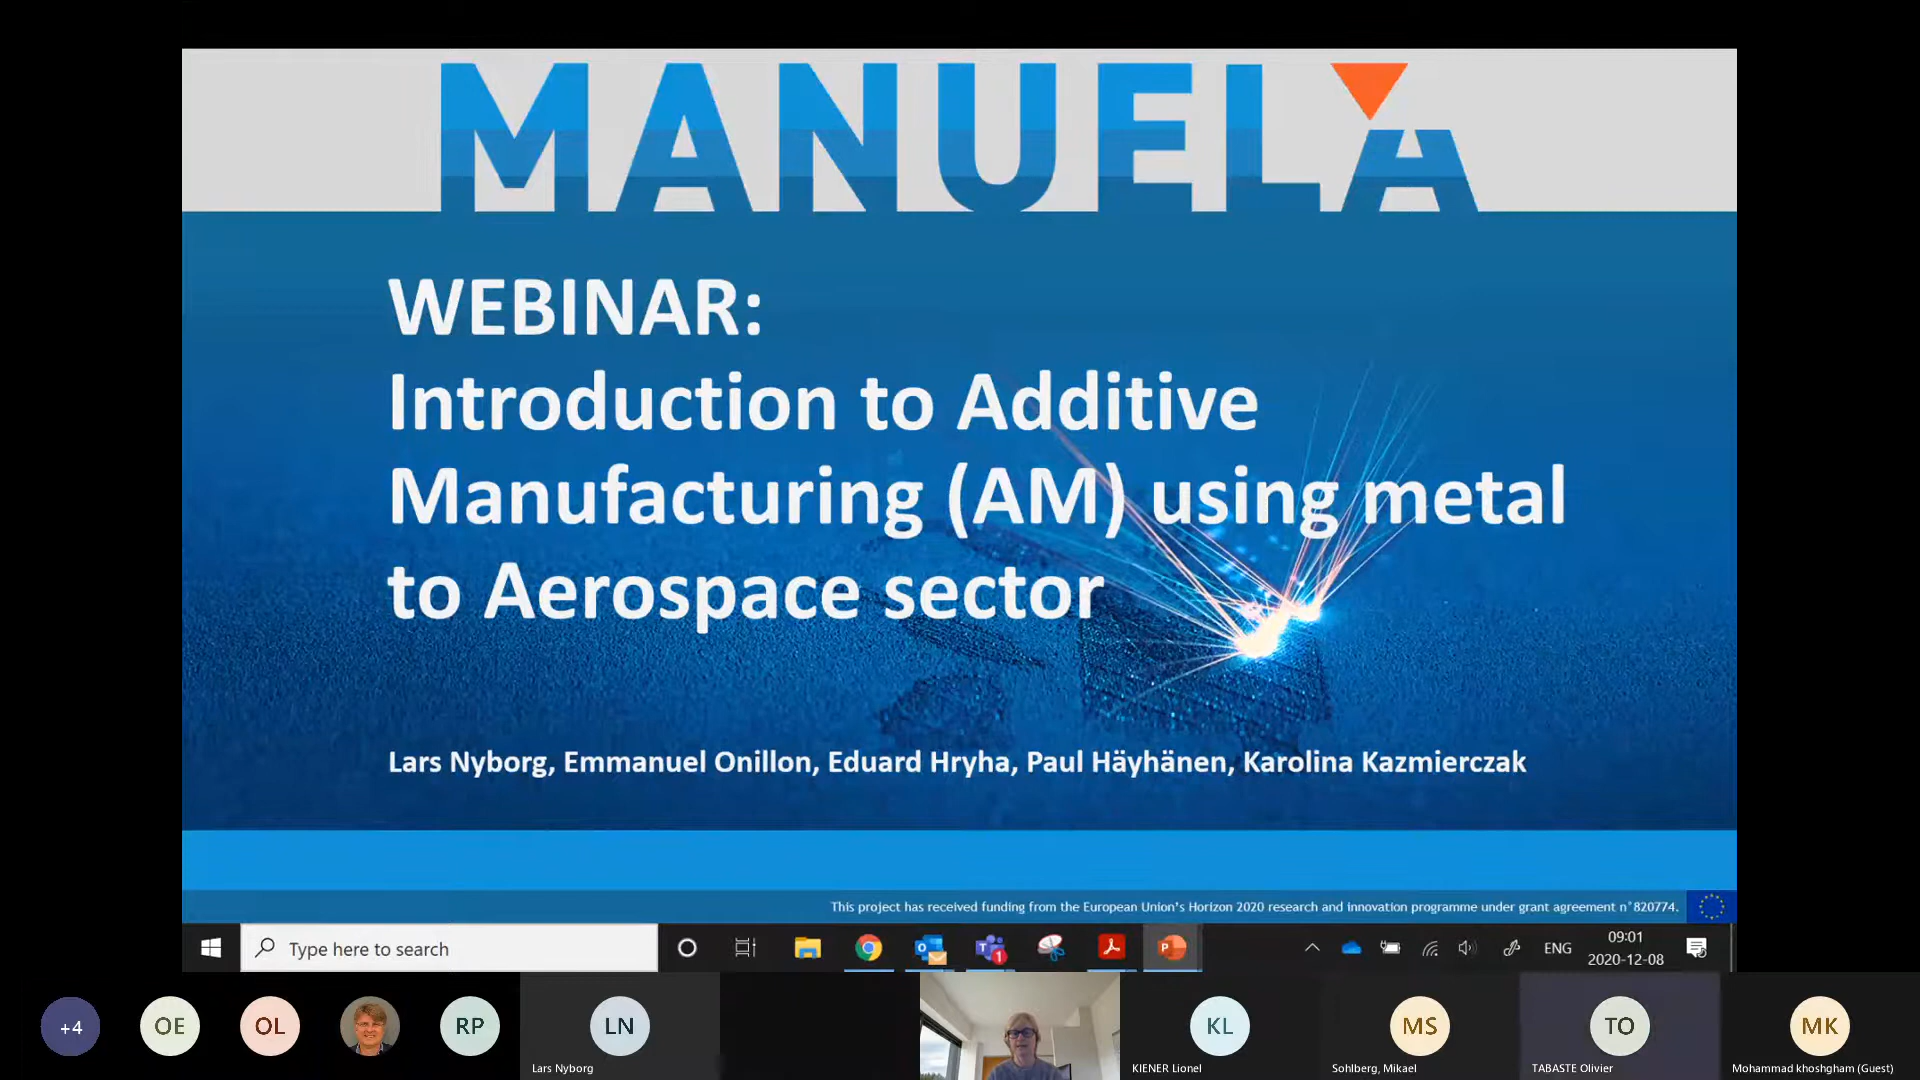 MANUELA
WEBINAR:
Introduction to Additive
Manufacturing (AM) using metal
to Aerospace sector
Lars Nyborg, Emmanuel Onillon, Eduard Hryha, Paul Häyhänen, Karolina Kazmierczak
This project has received funding from the European Union's Horizon 2020 research and innovation programme under grant agreement n°820774.
Type here to search
1
ENG
09:01
2020-12-08
+4
OE
OL
RP
LN
KL
MS
TO
MK
Lars Nyborg
KIENER Lionel
Sohlberg, Mikael
TABASTE Olivier
Mohammad khoshgham (Guest)